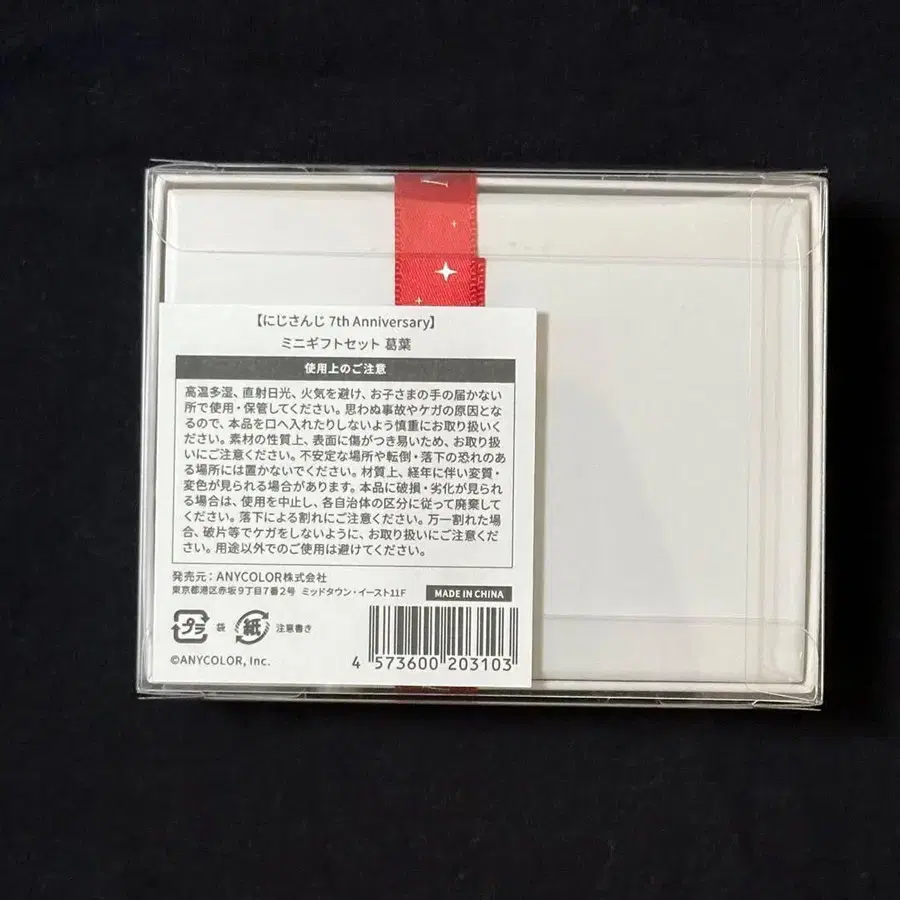 【にじさんじ 7th Anniversary】
ミニギフトセット 葛葉
使用上のご注意
高温多湿、直射日光、火気を避け、お子さまの手の届かない
所で使用・保管してください。思わぬ事故やケガの原因とな
るので、本品を口へ入れたりしないよう慎重にお取り扱いく
ださい。素材の性質上、表面に傷がつき易いため、お取り扱
いにご注意ください。不安定な場所や転倒・落下の恐れのあ
る場所には置かないでください。材質上、経年に伴い変質・
変色が見られる場合があります。本品に破損・劣化が見られ
る場合は、使用を中止し、各自治体の区分に従って廃棄して
ください。落下による割れにご注意ください。万一割れた場
合、破片等でケガをしないように、お取り扱いにご注意くだ
さい。用途以外でのご使用は避けてください。
発売元：ANYCOLOR株式会社
東京都港区赤坂9丁目7番2号 ミッドタウン・イースト11F
MADE IN CHINA
プラ 袋 紙 注意書き
©ANYCOLOR, Inc.
4 573600 203103